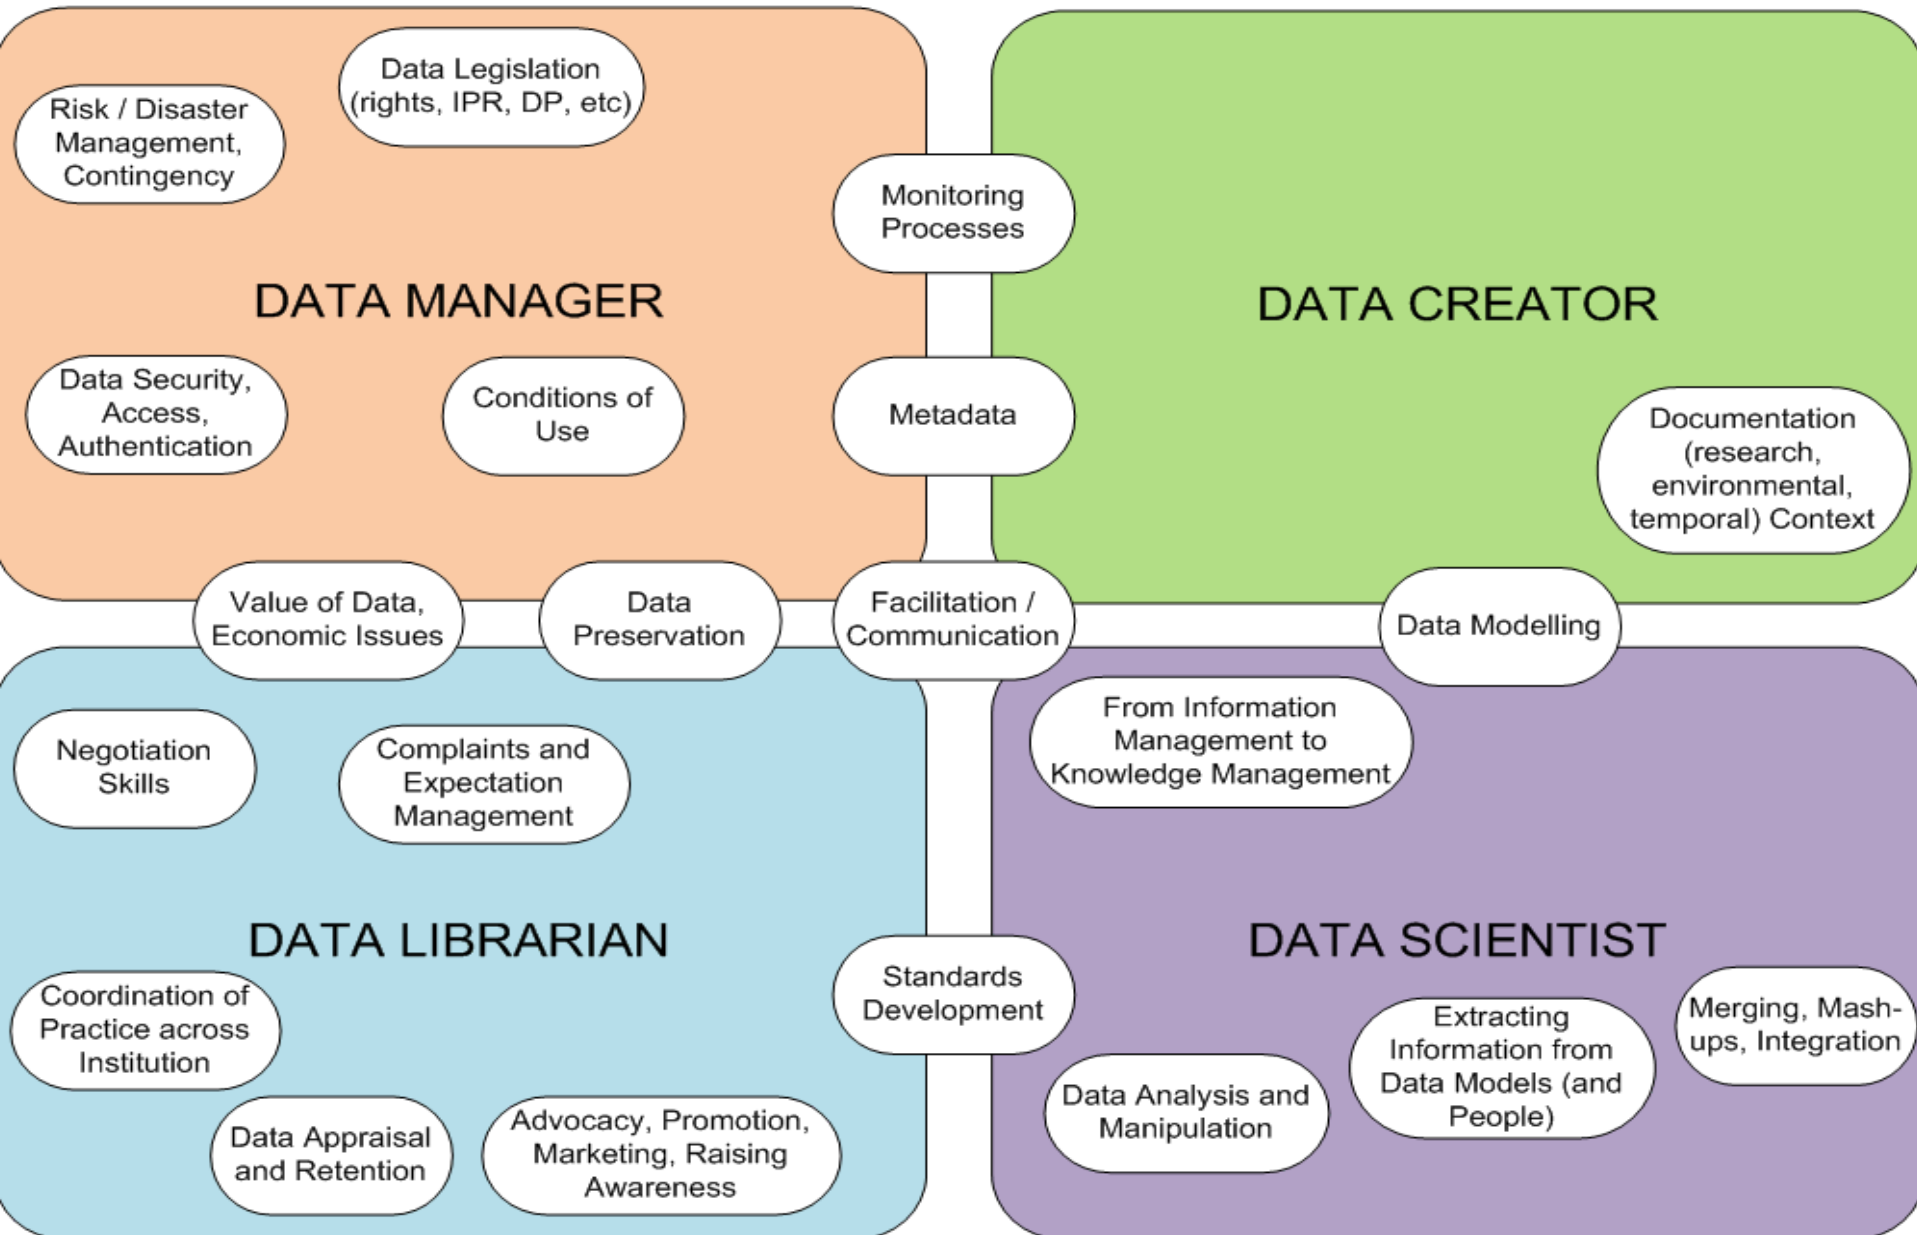 Data Legislation
(rights, IPR, DP, etc)
Risk / Disaster
Management,
Contingency
Monitoring
Processes
DATA MANAGER
DATA CREATOR
Data Security,
Access,
Authentication
Conditions of
Use
Metadata
Documentation
(research,
environmental,
temporal) Context
Value of Data,
Economic Issues
Data
Preservation
Facilitation /
Communication
Data Modelling
Negotiation
Skills
Complaints and
Expectation
Management
From Information
Management to
Knowledge Management
DATA LIBRARIAN
DATA SCIENTIST
Coordination of
Practice across
Institution
Standards
Development
Extracting
Information from
Data Models (and
People)
Merging, Mash-
ups, Integration
Data Appraisal
and Retention
Advocacy, Promotion,
Marketing, Raising
Awareness
Data Analysis and
Manipulation